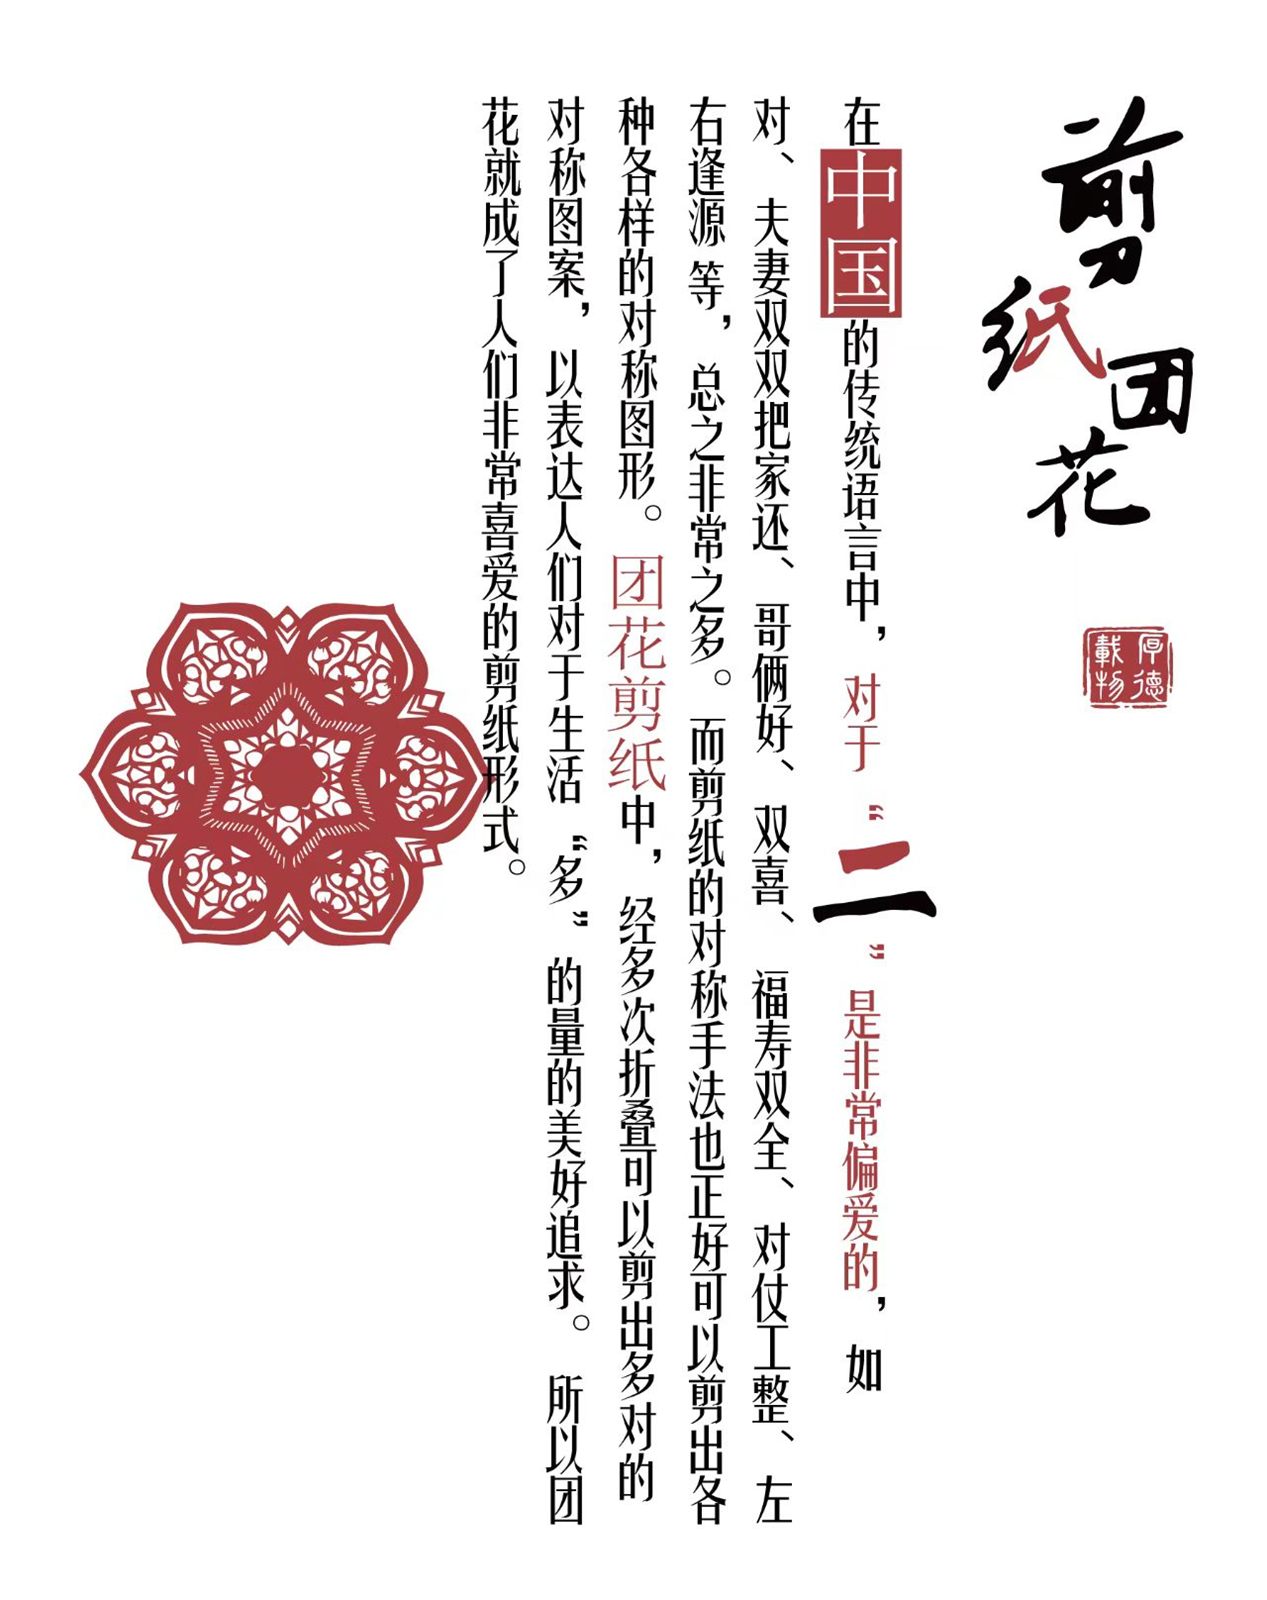 剪纸团花
厚德
載物
在中国的传统语言中，对于“二”是非常偏爱的，如
对、夫妻双双把家还、哥俩好、双喜、福寿双全、对仗工整、左
右逢源等，总之非常之多。而剪纸的对称手法也正好可以剪出各
种各样的对称图形。团花剪纸中，经多次折叠可以剪出多对的
对称图案，以表达人们对于生活“多”的量的美好追求。所以团
花就成了人们非常喜爱的剪纸形式。